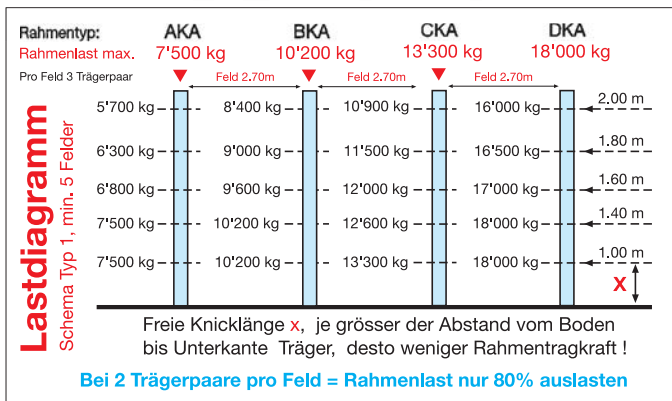 Rahmentyp: AKA BKA CKA DKA
Rahmenlast max. 7'500 kg 10'200 kg 13'300 kg 18'000 kg
Pro Feld 3 Trägerpaar Feld 2.70m Feld 2.70m Feld 2.70m
5'700 kg 8'400 kg 10'900 kg 16'000 kg 2.00 m
6'300 kg 9'000 kg 11'500 kg 16'500 kg 1.80 m
6'800 kg 9'600 kg 12'000 kg 17'000 kg 1.60 m
7'500 kg 10'200 kg 12'600 kg 18'000 kg 1.40 m
7'500 kg 10'200 kg 13'300 kg 18'000 kg 1.00 m
X
Lastdiagramm
Schema Typ 1, min. 5 Felder
Freie Knicklänge x, je grösser der Abstand vom Boden
bis Unterkante Träger, desto weniger Rahmentragkraft !
Bei 2 Trägerpaare pro Feld = Rahmenlast nur 80% auslasten